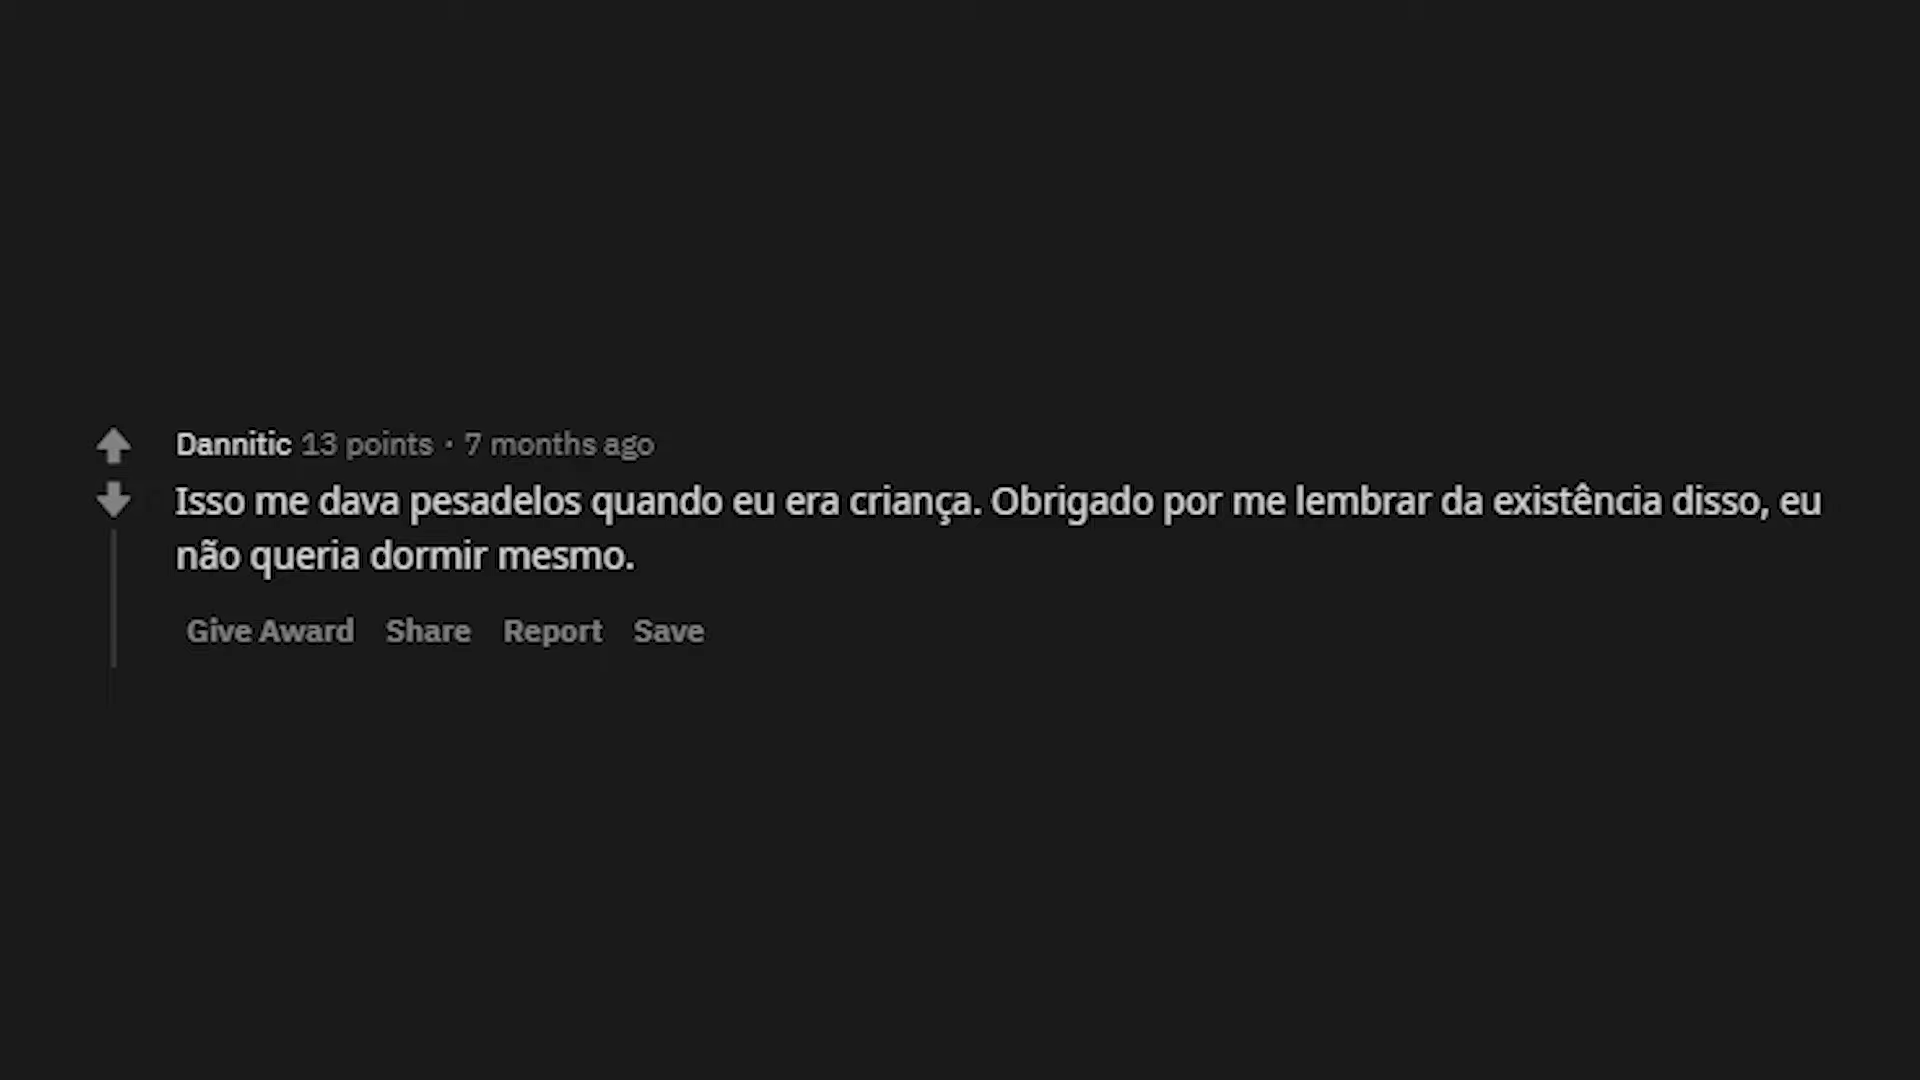 Dannitic 13 points · 7 months ago
Isso me dava pesadelos quando eu era criança. Obrigado por me lembrar da existência disso, eu
não queria dormir mesmo.
Give Award Share Report Save